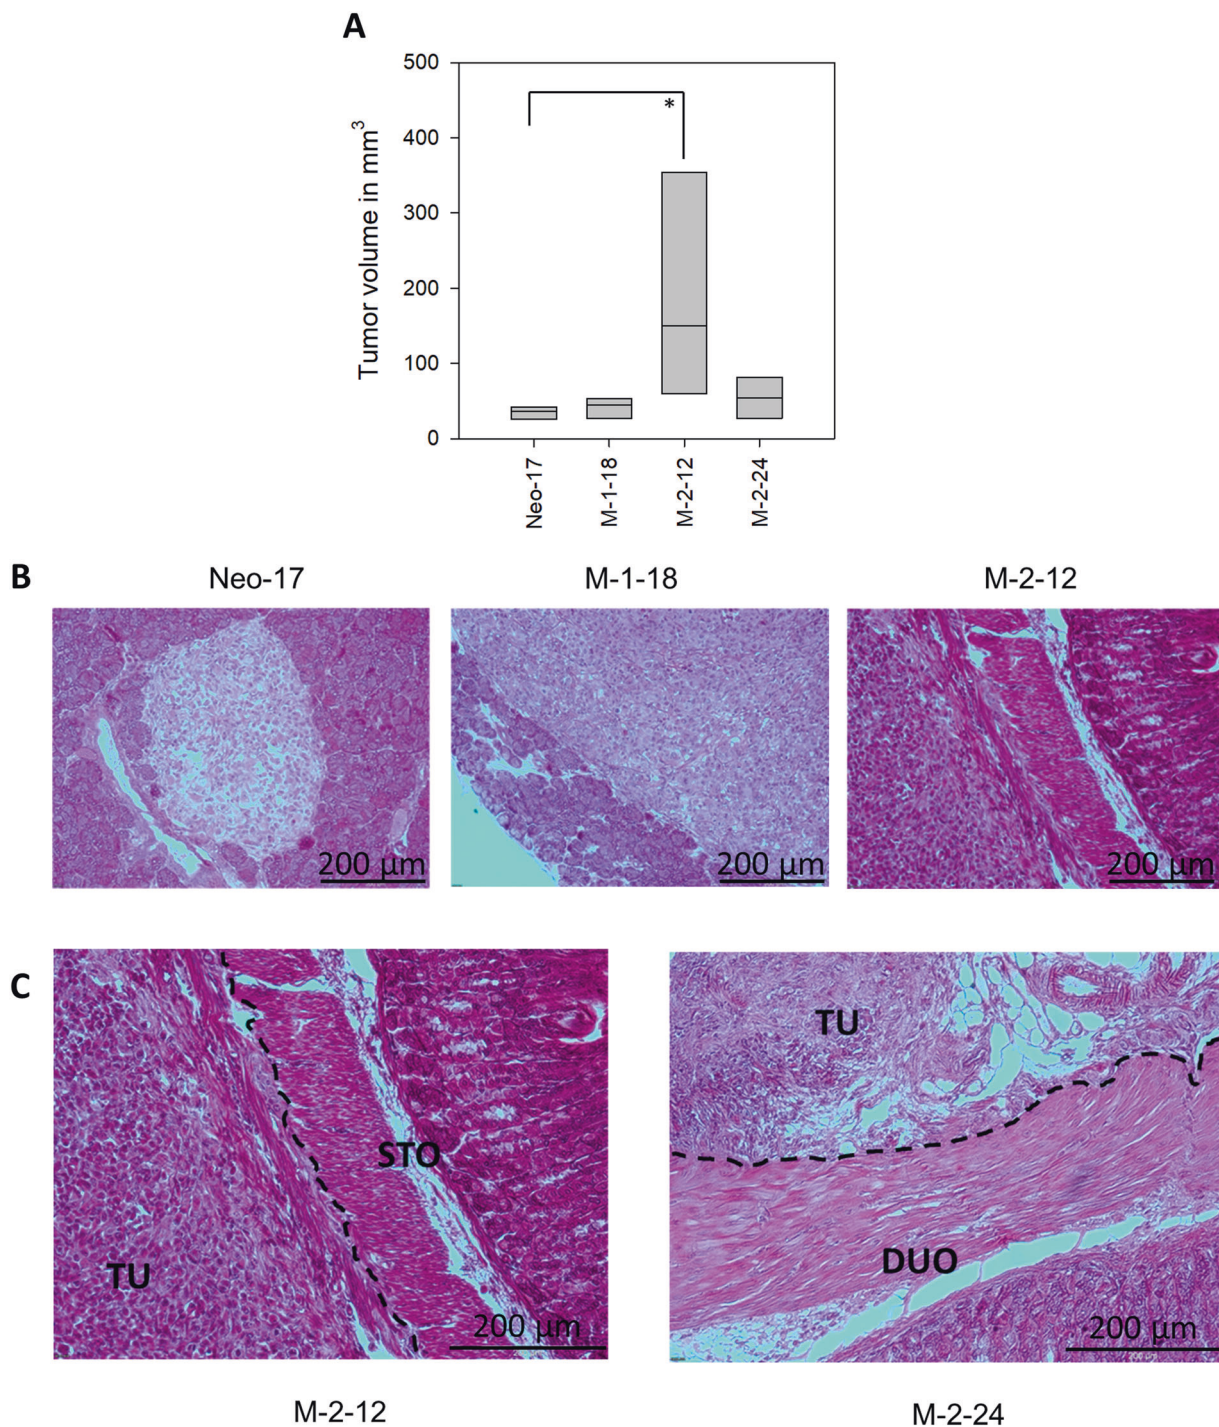 A
500
400
300
200
100
0
Tumor volume in mm³
*
Neo-17
M-1-18
M-2-12
M-2-24
B
Neo-17
M-1-18
M-2-12
200 μm
200 μm
200 μm
C
TU
STO
200 μm
TU
DUO
200 μm
M-2-12
M-2-24